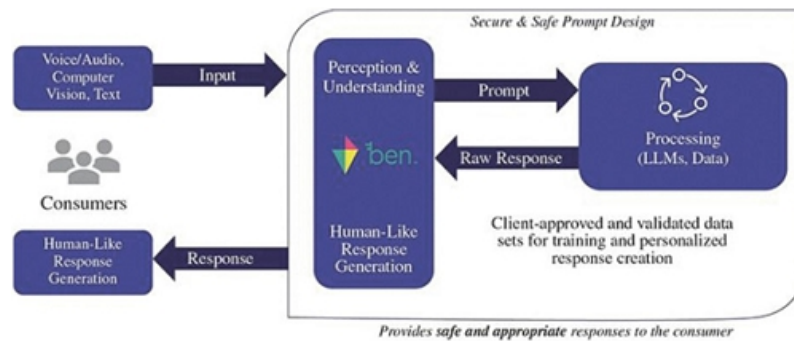 Secure & Safe Prompt Design
Voice/Audio,
Computer
Vision, Text
Input
Perception &
Understanding
Prompt
Processing
(LLMs, Data)
Raw Response
ben.
Consumers
Human-Like
Response
Generation
Response
Human-Like
Response
Generation
Client-approved and validated data
sets for training and personalized
response creation
Provides safe and appropriate responses to the consumer